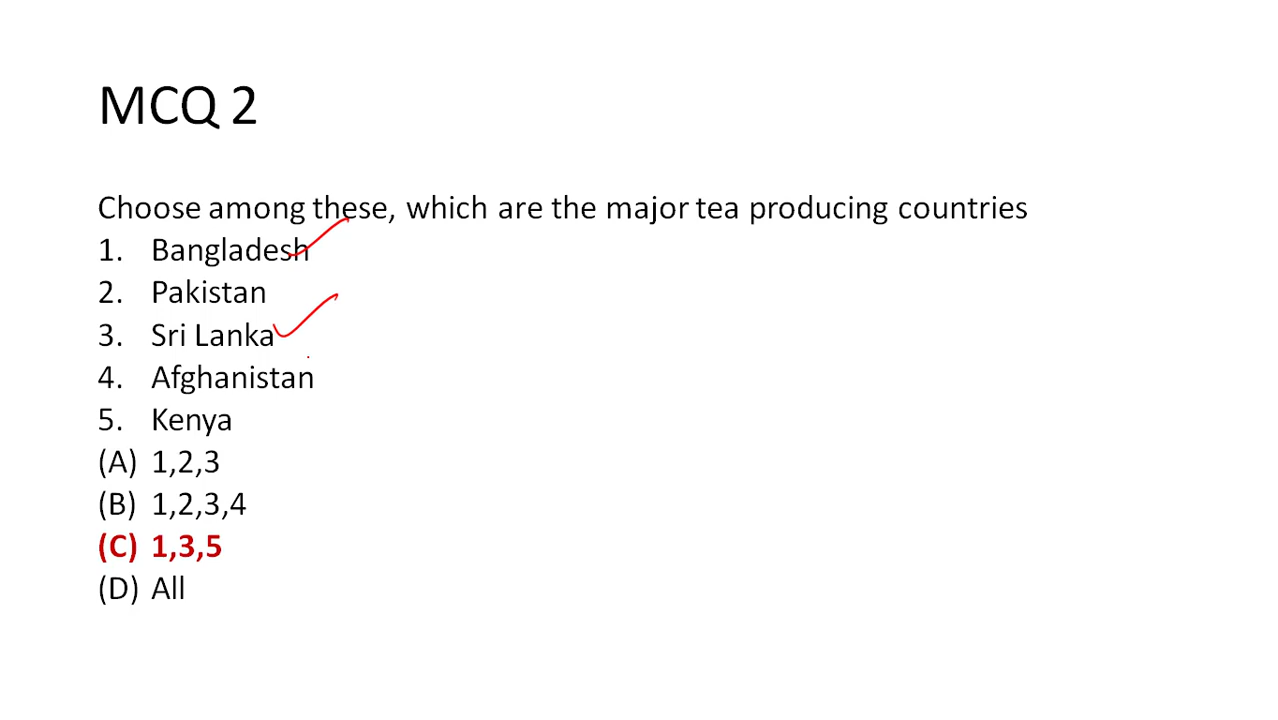 MCQ 2
Choose among these, which are the major tea producing countries
1. Bangladesh
2. Pakistan
3. Sri Lanka
4. Afghanistan
5. Kenya
(A) 1,2,3
(B) 1,2,3,4
(C) 1,3,5
(D) All